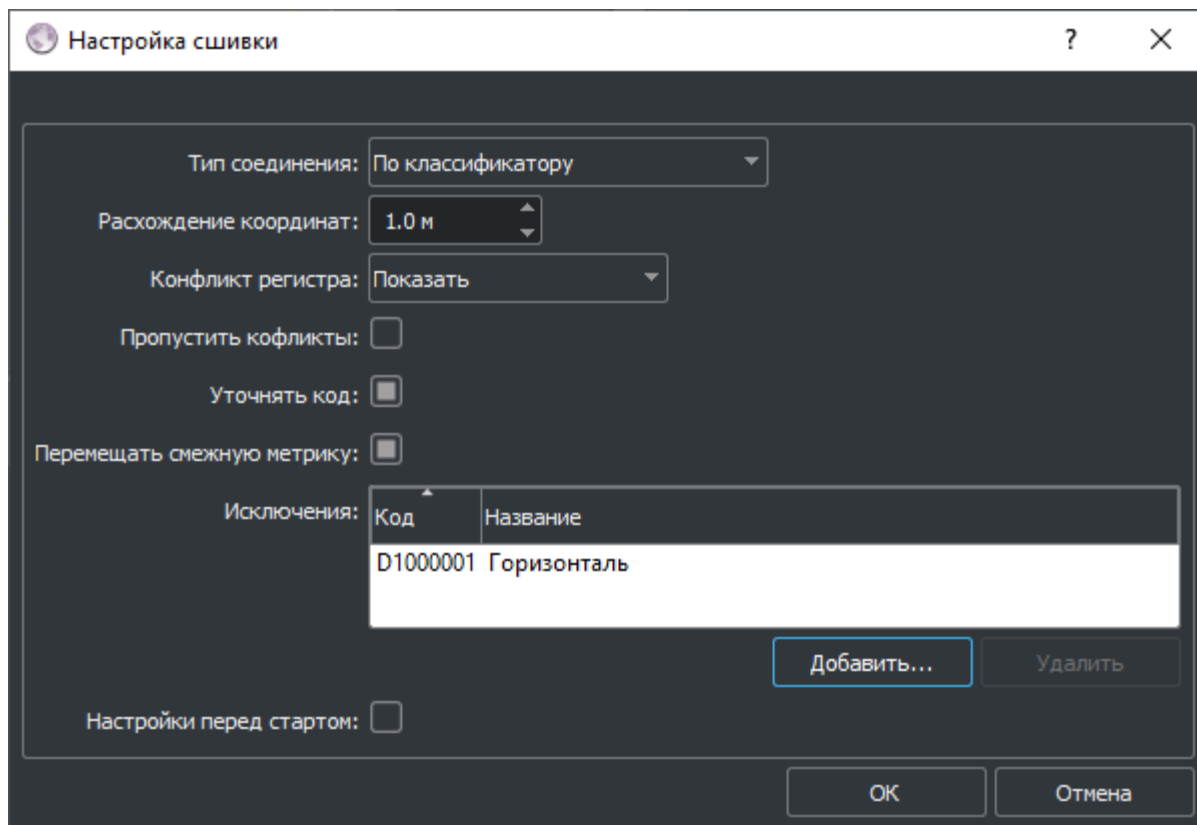 Настройка сшивки
?
Тип соединения: По классификатору
Расхождение координат: 1.0 м
Конфликт регистра: Показать
Пропустить кофликты:
Уточнять код:
Перемещать смежную метрику:
Исключения: Код Название
D1000001 Горизонталь
Добавить... Удалить
Настройки перед стартом:
ОК Отмена